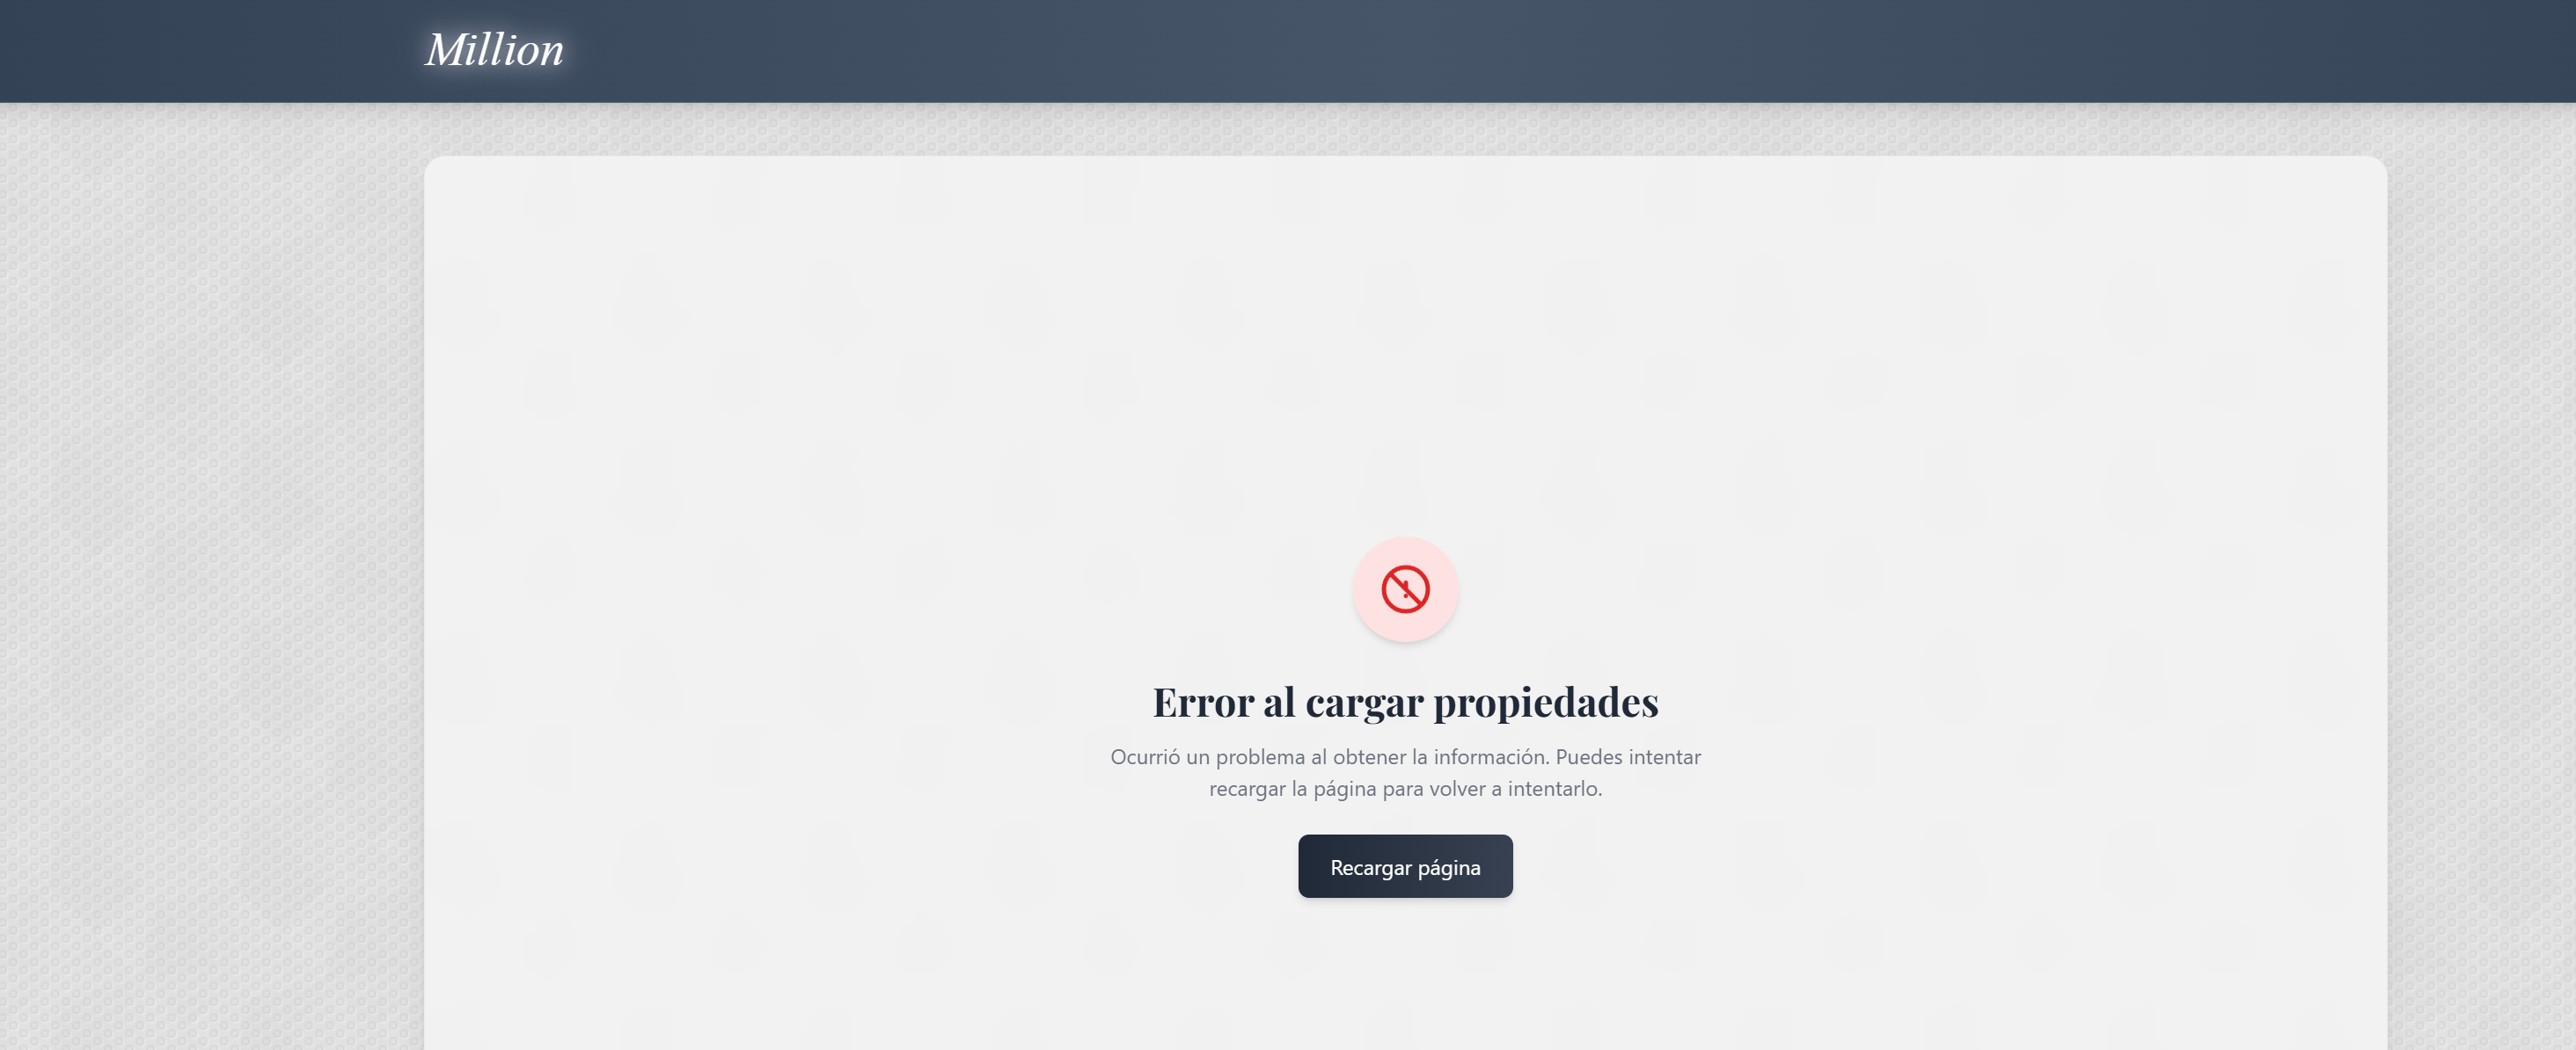 Million
Error al cargar propiedades
Ocurrió un problema al obtener la información. Puedes intentar
recargar la página para volver a intentarlo.
Recargar página